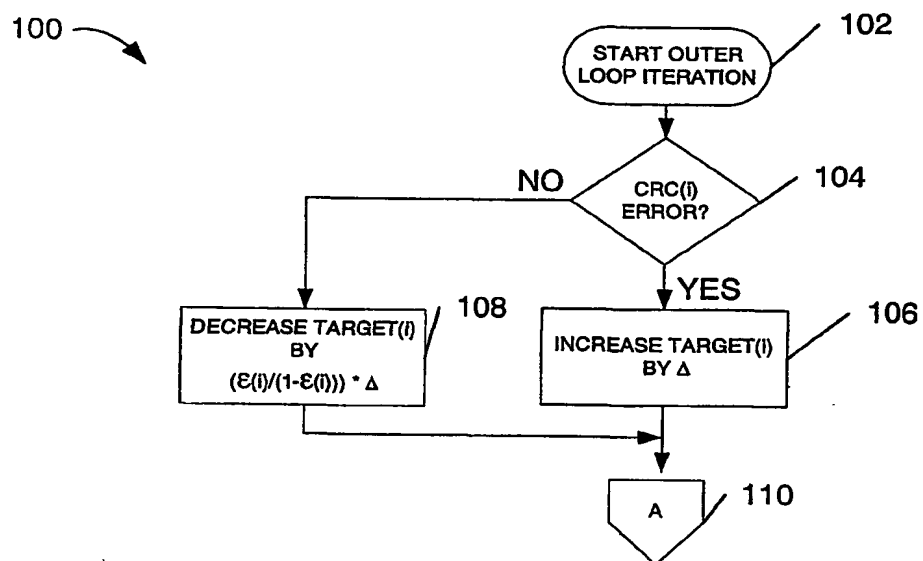 100
START OUTER
LOOP ITERATION
102
CRC(i)
ERROR?
104
NO
YES
DECREASE TARGET(i)
BY
(ε(i)/(1-ε(i))) * Δ
108
INCREASE TARGET(i)
BY Δ
106
A
110